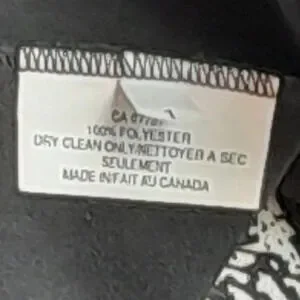 CA
100% POLYESTER
DRY CLEAN ONLY/NETTOYER A SEC
SEULEMENT
MADE IN/FAIT AU CANADA